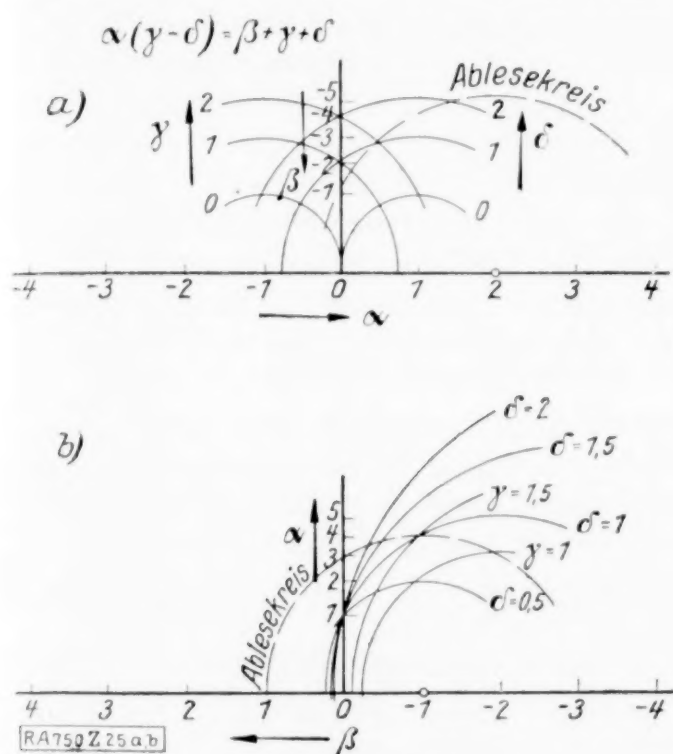 α(γ-δ)=β+γ+δ
a)
Ablesekreis
γ
2
1
0
β
-5
-4
-3
-2
-1
2
1
0
δ
-4 -3 -2 -1 0 1 2 3 4
α
b)
δ=2
δ=1,5
γ=1,5
δ=1
γ=1
δ=0,5
α
5
4
3
2
1
Ablesekreis
4 3 2 1 0 -1 -2 -3 -4
β
RA750Z25ab